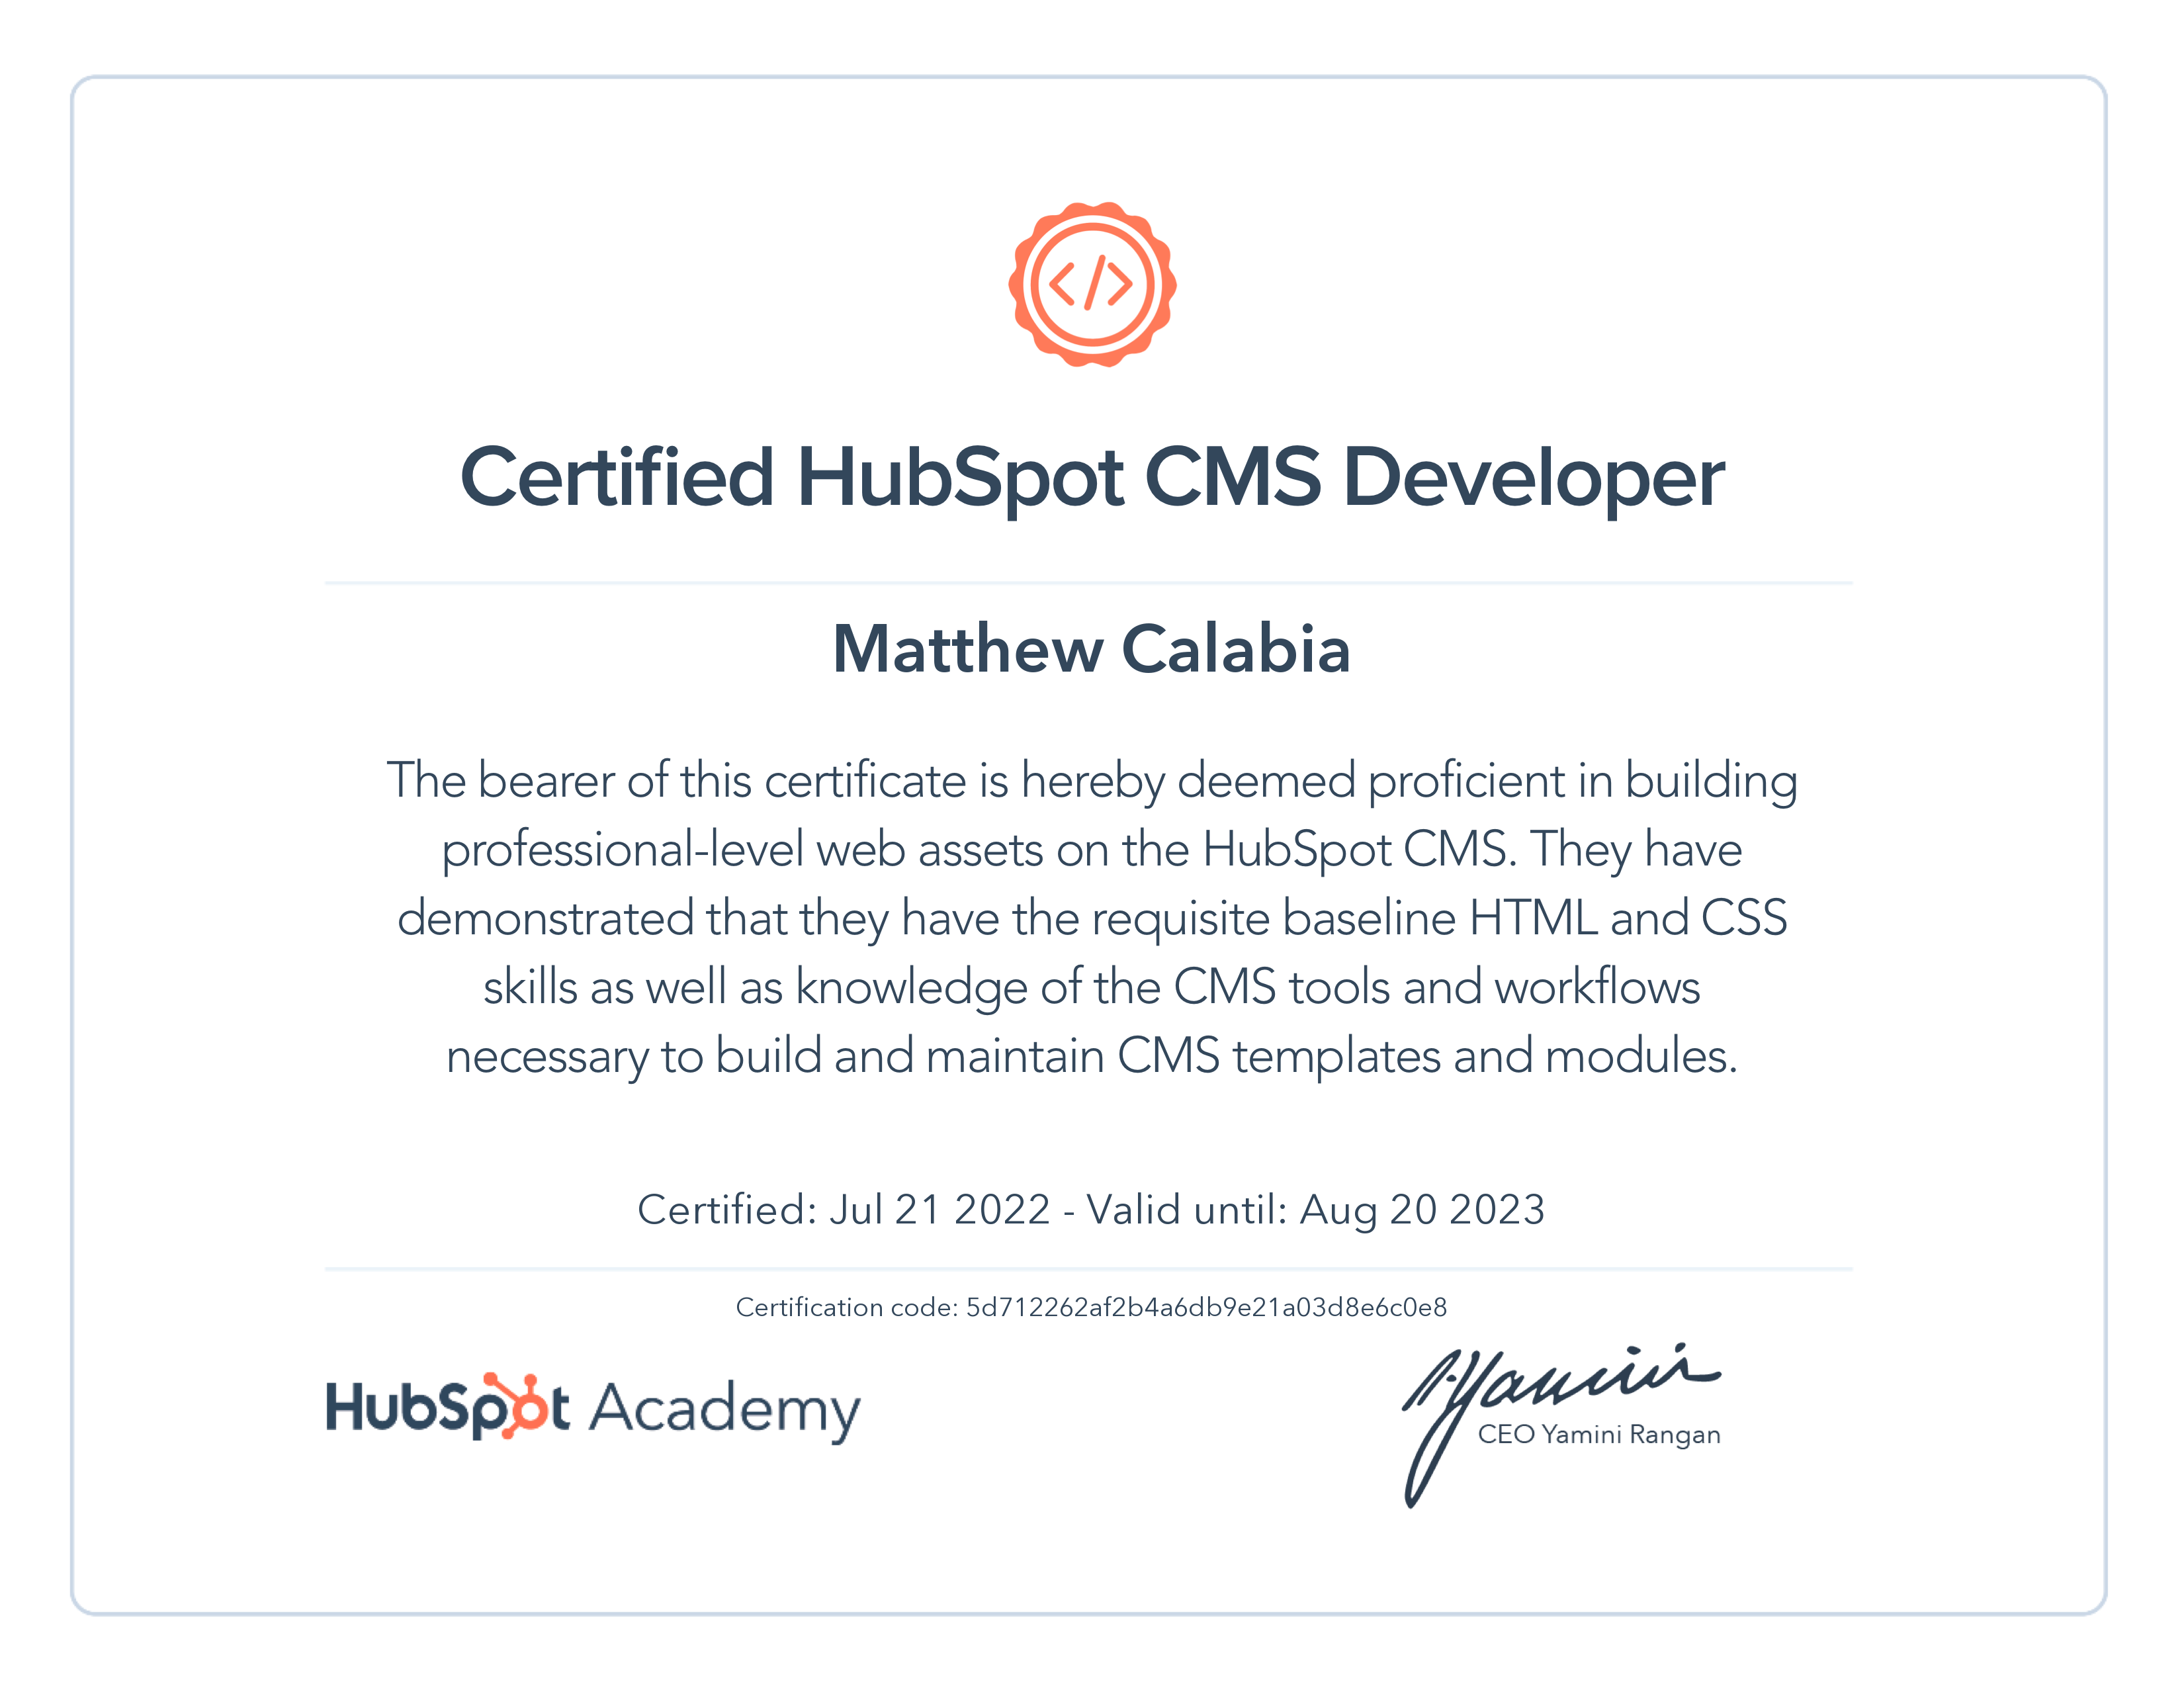 </>
Certified HubSpot CMS Developer
Matthew Calabia
The bearer of this certificate is hereby deemed proficient in building
professional-level web assets on the HubSpot CMS. They have
demonstrated that they have the requisite baseline HTML and CSS
skills as well as knowledge of the CMS tools and workflows
necessary to build and maintain CMS templates and modules.
Certified: Jul 21 2022 - Valid until: Aug 20 2023
Certification code: 5d712262af2b4a6db9e21a03d8e6c0e8
HubSpot Academy
Yamini
CEO Yamini Rangan